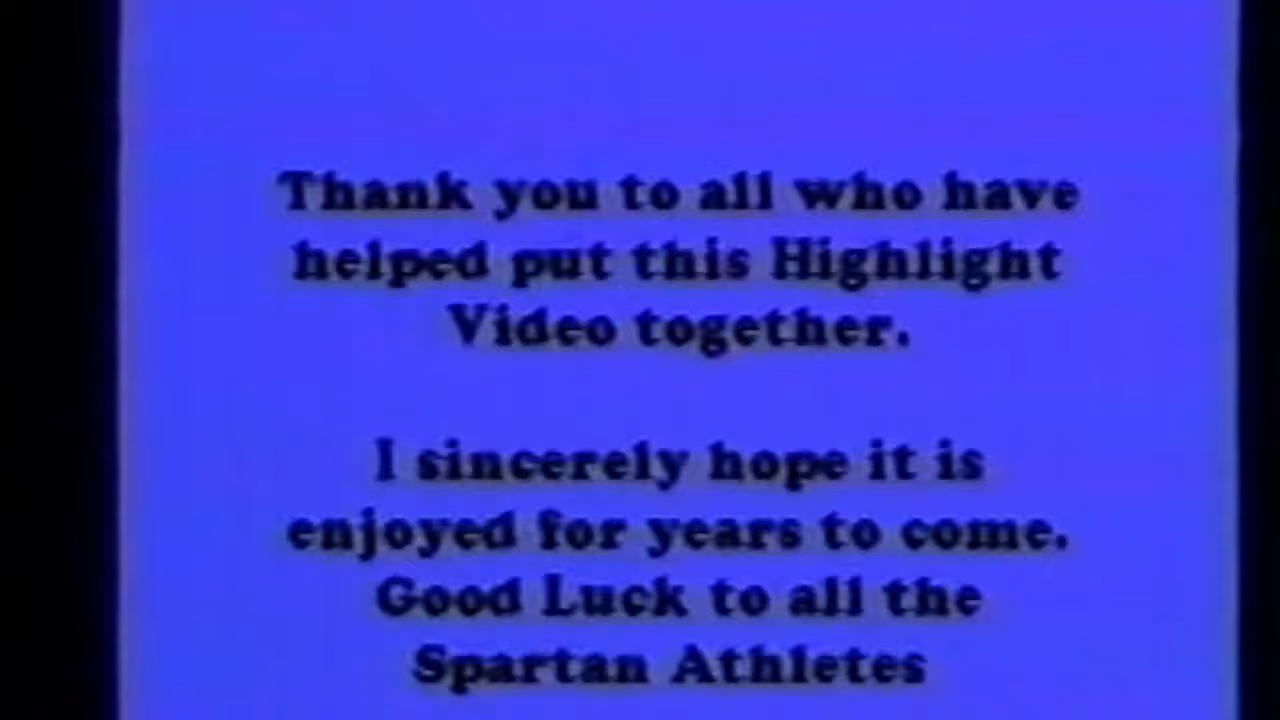 Thank you to all who have
helped put this Highlight
Video together.
I sincerely hope it is
enjoyed for years to come.
Good Luck to all the
Spartan Athletes